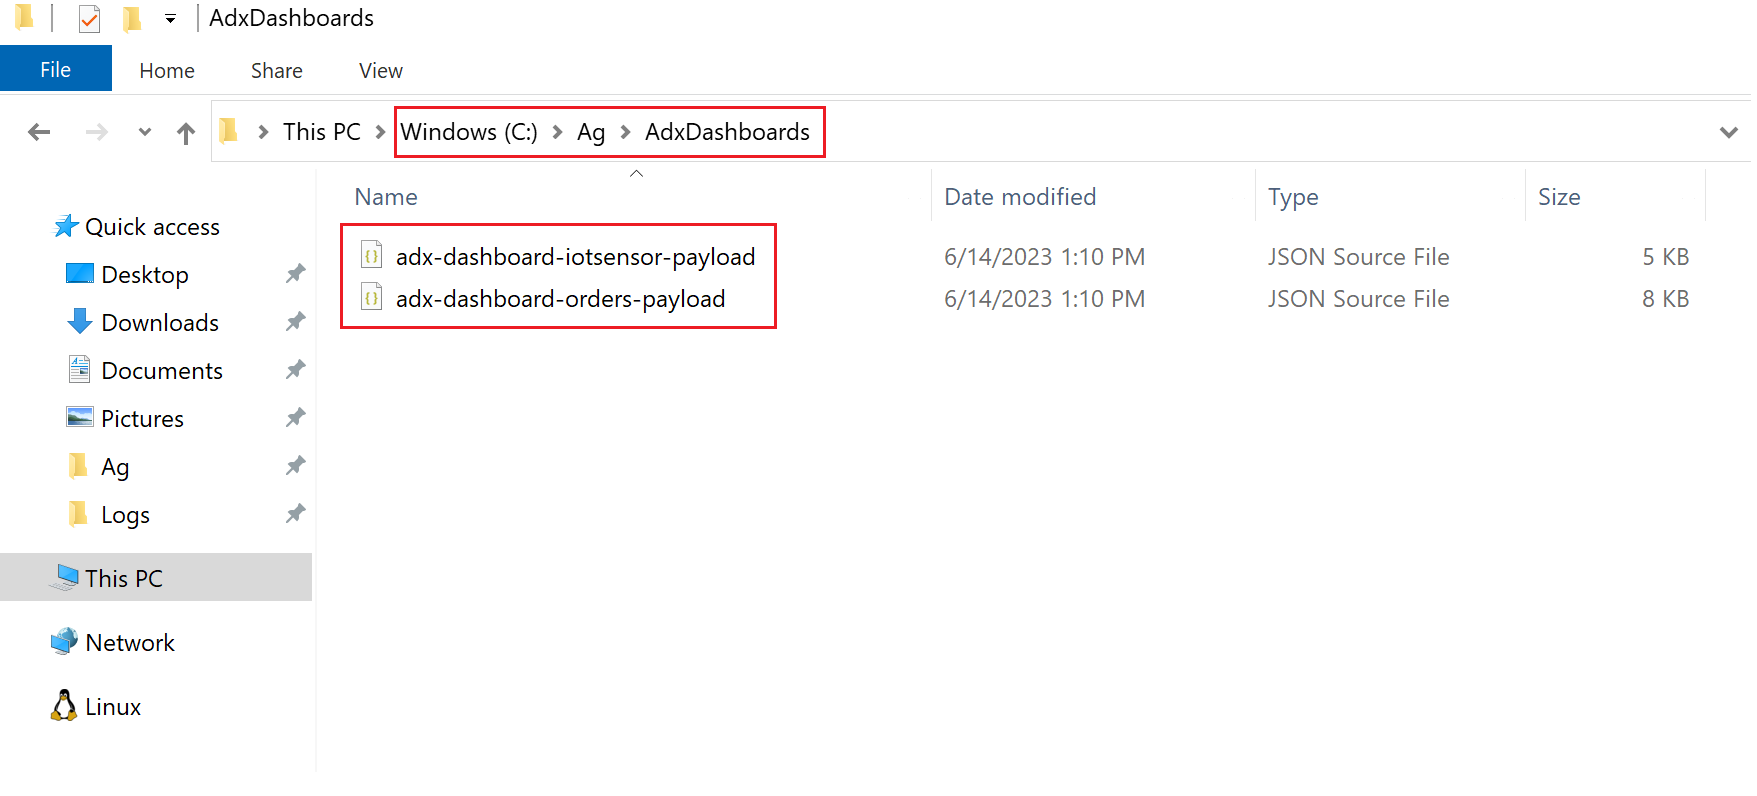 AdxDashboards
File Home Share View
This PC Windows (C:) Ag AdxDashboards
Name Date modified Type Size
Quick access
adx-dashboard-iotsensor-payload 6/14/2023 1:10 PM JSON Source File 5 KB
Desktop
adx-dashboard-orders-payload 6/14/2023 1:10 PM JSON Source File 8 KB
Downloads
Documents
Pictures
Ag
Logs
This PC
Network
Linux